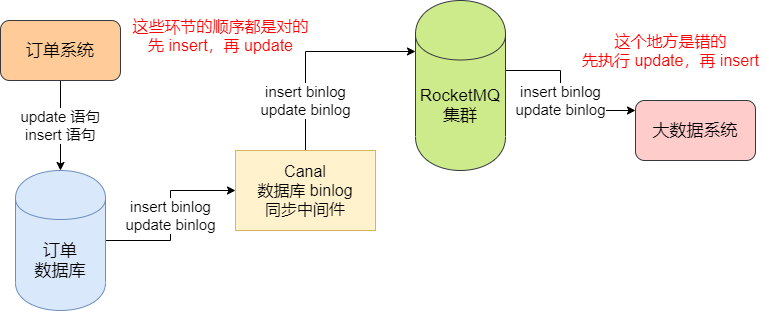 订单系统
这些环节的顺序都是对的
先 insert，再 update
update 语句
insert 语句
订单
数据库
insert binlog
update binlog
Canal
数据库 binlog
同步中间件
insert binlog
update binlog
RocketMQ
集群
这个地方是错的
先执行 update，再 insert
insert binlog
update binlog
大数据系统